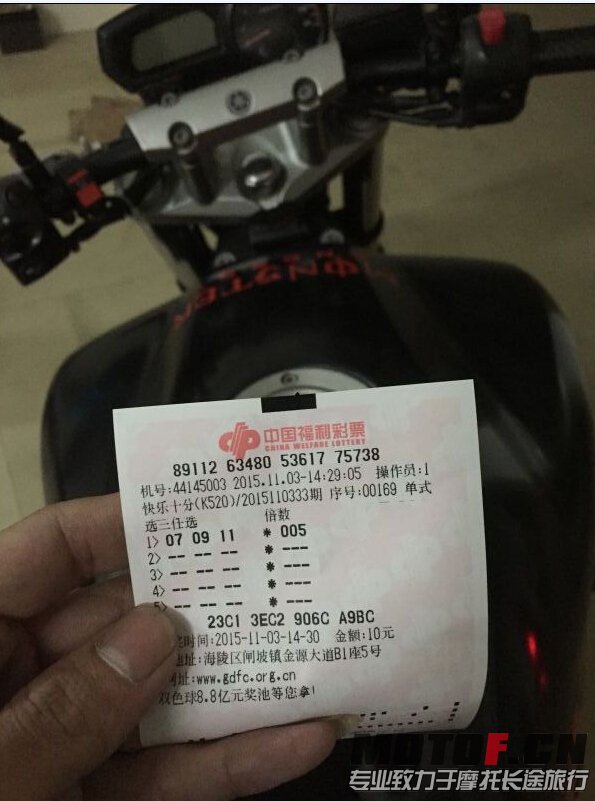 MONSTER
中国福利彩票
CHINA WELFARE LOTTERY
89112 63480 53617 75738
机号:44145003 2015.11.03-14:29:05 操作员:1
快乐十分(K520)/2015110333期 序号:00169 单式
选三任选 倍数
1> 07 09 11 * 005
2> -- -- -- * ---
3> -- -- -- * ---
4> -- -- -- * ---
5> -- -- -- * ---
23C1 3EC2 906C A9BC
奖时间:2015-11-03-14-30 金额:10元
地址:海陵区闸坡镇金源大道B1座5号
网址:www.gdfc.org.cn
双色球8.8亿元奖池等您拿!
MOTOF.CN
专业致力于摩托长途旅行